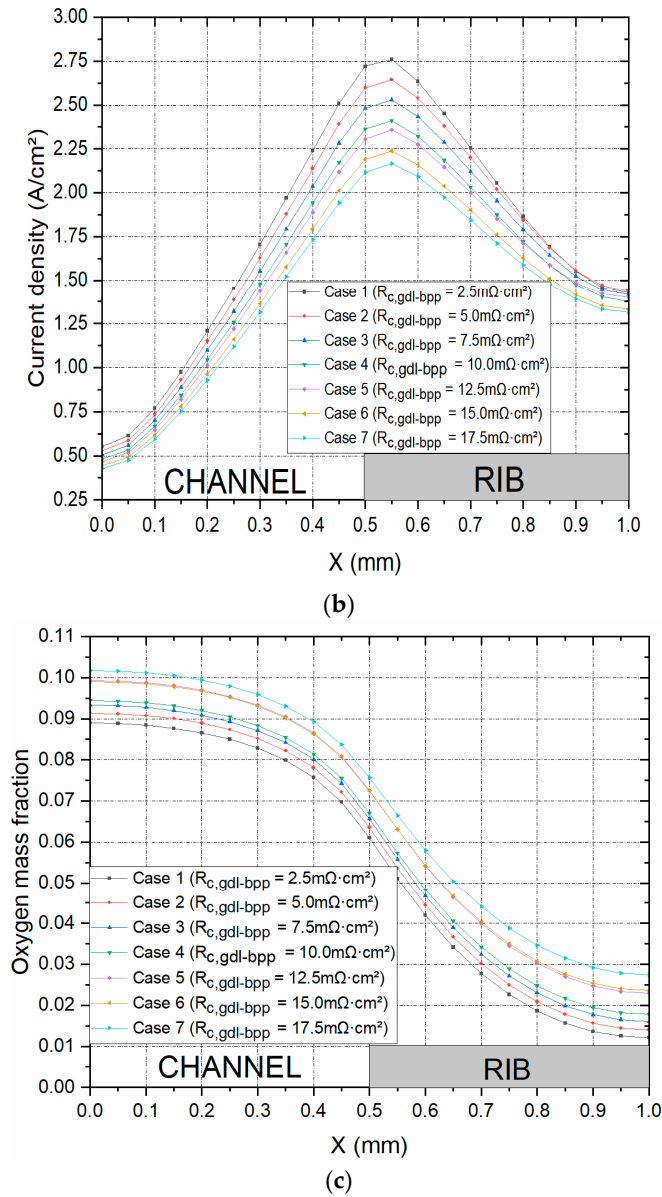 3.00
2.75
2.50
2.25
2.00
1.75
1.50
1.25
1.00
0.75
0.50
0.25
Current density (A/cm²)
Case 1 (Rc,gdl-bpp = 2.5mΩ·cm²)
Case 2 (Rc,gdl-bpp = 5.0mΩ·cm²)
Case 3 (Rc,gdl-bpp = 7.5mΩ·cm²)
Case 4 (Rc,gdl-bpp = 10.0mΩ·cm²)
Case 5 (Rc,gdl-bpp = 12.5mΩ·cm²)
Case 6 (Rc,gdl-bpp = 15.0mΩ·cm²)
Case 7 (Rc,gdl-bpp = 17.5mΩ·cm²)
CHANNEL RIB
0.0 0.1 0.2 0.3 0.4 0.5 0.6 0.7 0.8 0.9 1.0
X (mm)
(b)
0.11
0.10
0.09
0.08
0.07
0.06
0.05
0.04
0.03
0.02
0.01
0.00
Oxygen mass fraction
Case 1 (Rc,gdl-bpp = 2.5mΩ·cm²)
Case 2 (Rc,gdl-bpp = 5.0mΩ·cm²)
Case 3 (Rc,gdl-bpp = 7.5mΩ·cm²)
Case 4 (Rc,gdl-bpp = 10.0mΩ·cm²)
Case 5 (Rc,gdl-bpp = 12.5mΩ·cm²)
Case 6 (Rc,gdl-bpp = 15.0mΩ·cm²)
Case 7 (Rc,gdl-bpp = 17.5mΩ·cm²)
CHANNEL RIB
0.0 0.1 0.2 0.3 0.4 0.5 0.6 0.7 0.8 0.9 1.0
X (mm)
(c)